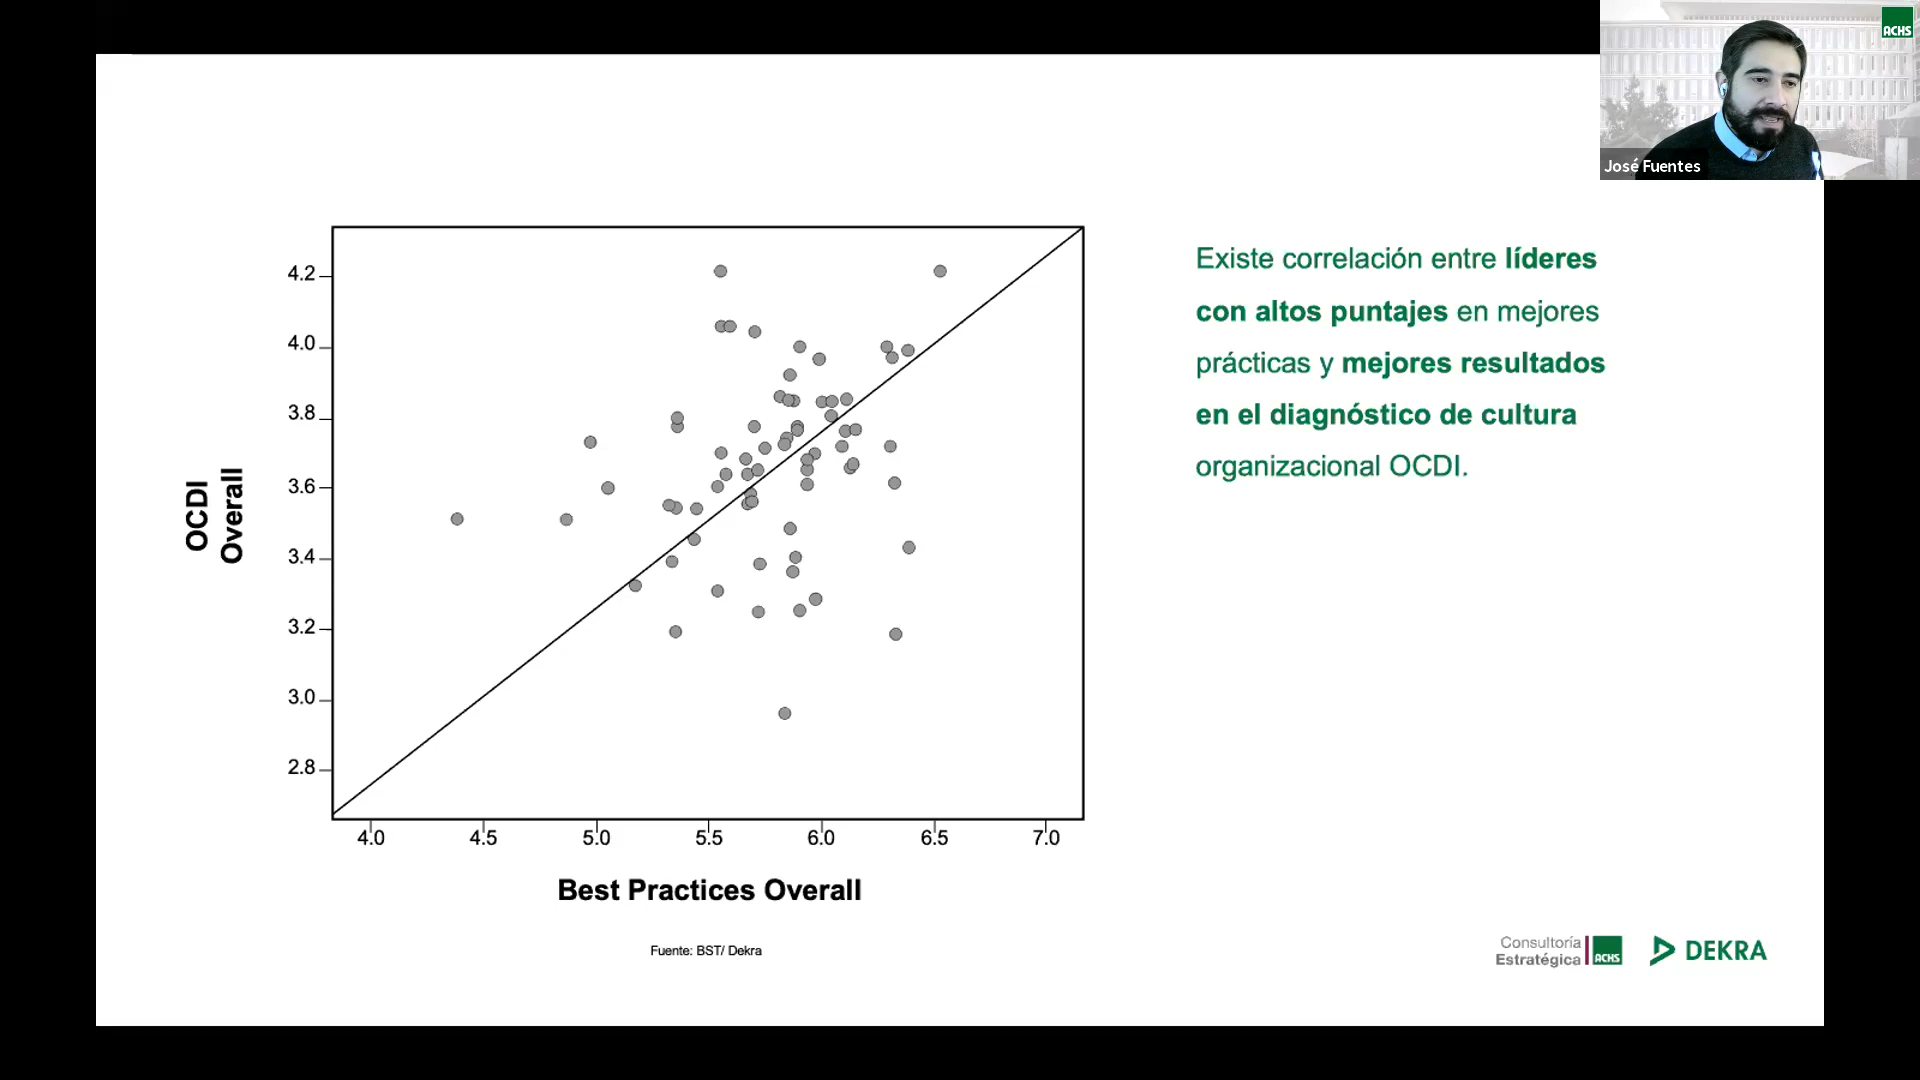 ACHS
José Fuentes
Existe correlación entre líderes
con altos puntajes en mejores
prácticas y mejores resultados
en el diagnóstico de cultura
organizacional OCDI.
OCDI
Overall
4.2
4.0
3.8
3.6
3.4
3.2
3.0
2.8
4.0 4.5 5.0 5.5 6.0 6.5 7.0
Best Practices Overall
Fuente: BST/ Dekra
Consultoría
Estratégica
ACHS
DEKRA